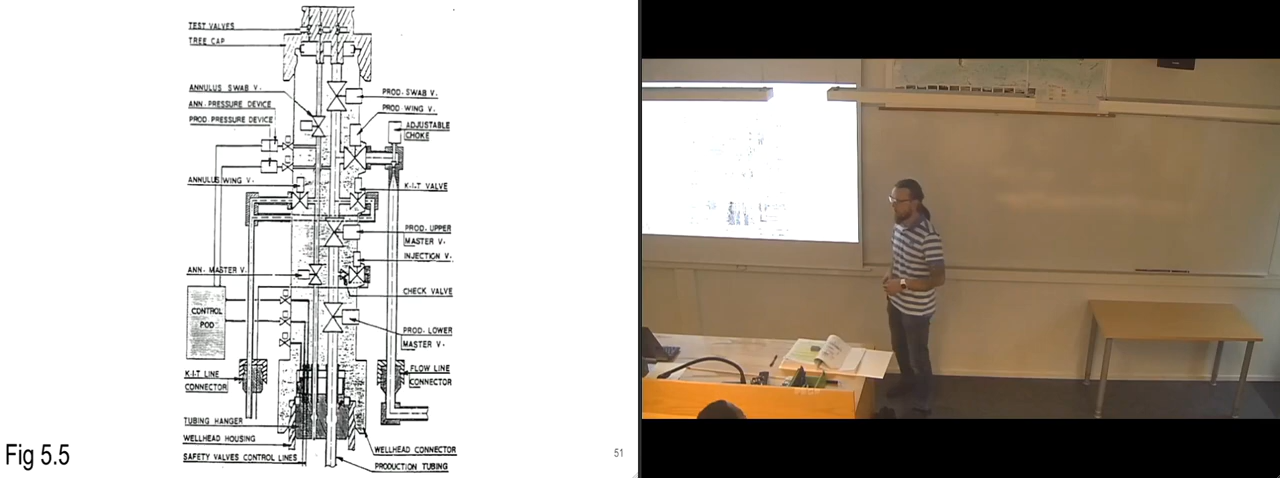 TEST VALVES
TREE CAP
ANNULUS SWAB V.
ANN. PRESSURE DEVICE
PROD. PRESSURE DEVICE
ANNULUS WING V.
ANN. MASTER V.
CONTROL
POD
K.I.T LINE
CONNECTOR
TUBING HANGER
WELLHEAD HOUSING
SAFETY VALVES CONTROL LINES
PROD. SWAB V.
PROD. WING V.
ADJUSTABLE
CHOKE
K.I.T VALVE
PROD. UPPER
MASTER V.
INJECTION V.
CHECK VALVE
PROD. LOWER
MASTER V.
FLOW LINE
CONNECTOR
WELLHEAD CONNECTOR
PRODUCTION TUBING
Fig 5.5
51